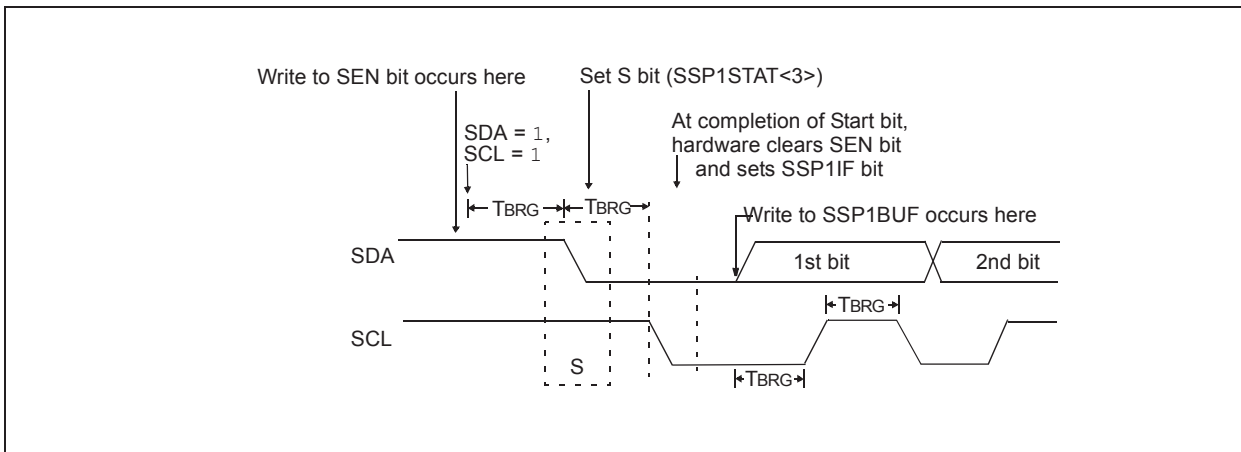 Write to SEN bit occurs here
Set S bit (SSP1STAT<3>)
SDA = 1,
SCL = 1
At completion of Start bit,
hardware clears SEN bit
and sets SSP1IF bit
TBRG
TBRG
Write to SSP1BUF occurs here
SDA
1st bit
2nd bit
TBRG
SCL
S
TBRG